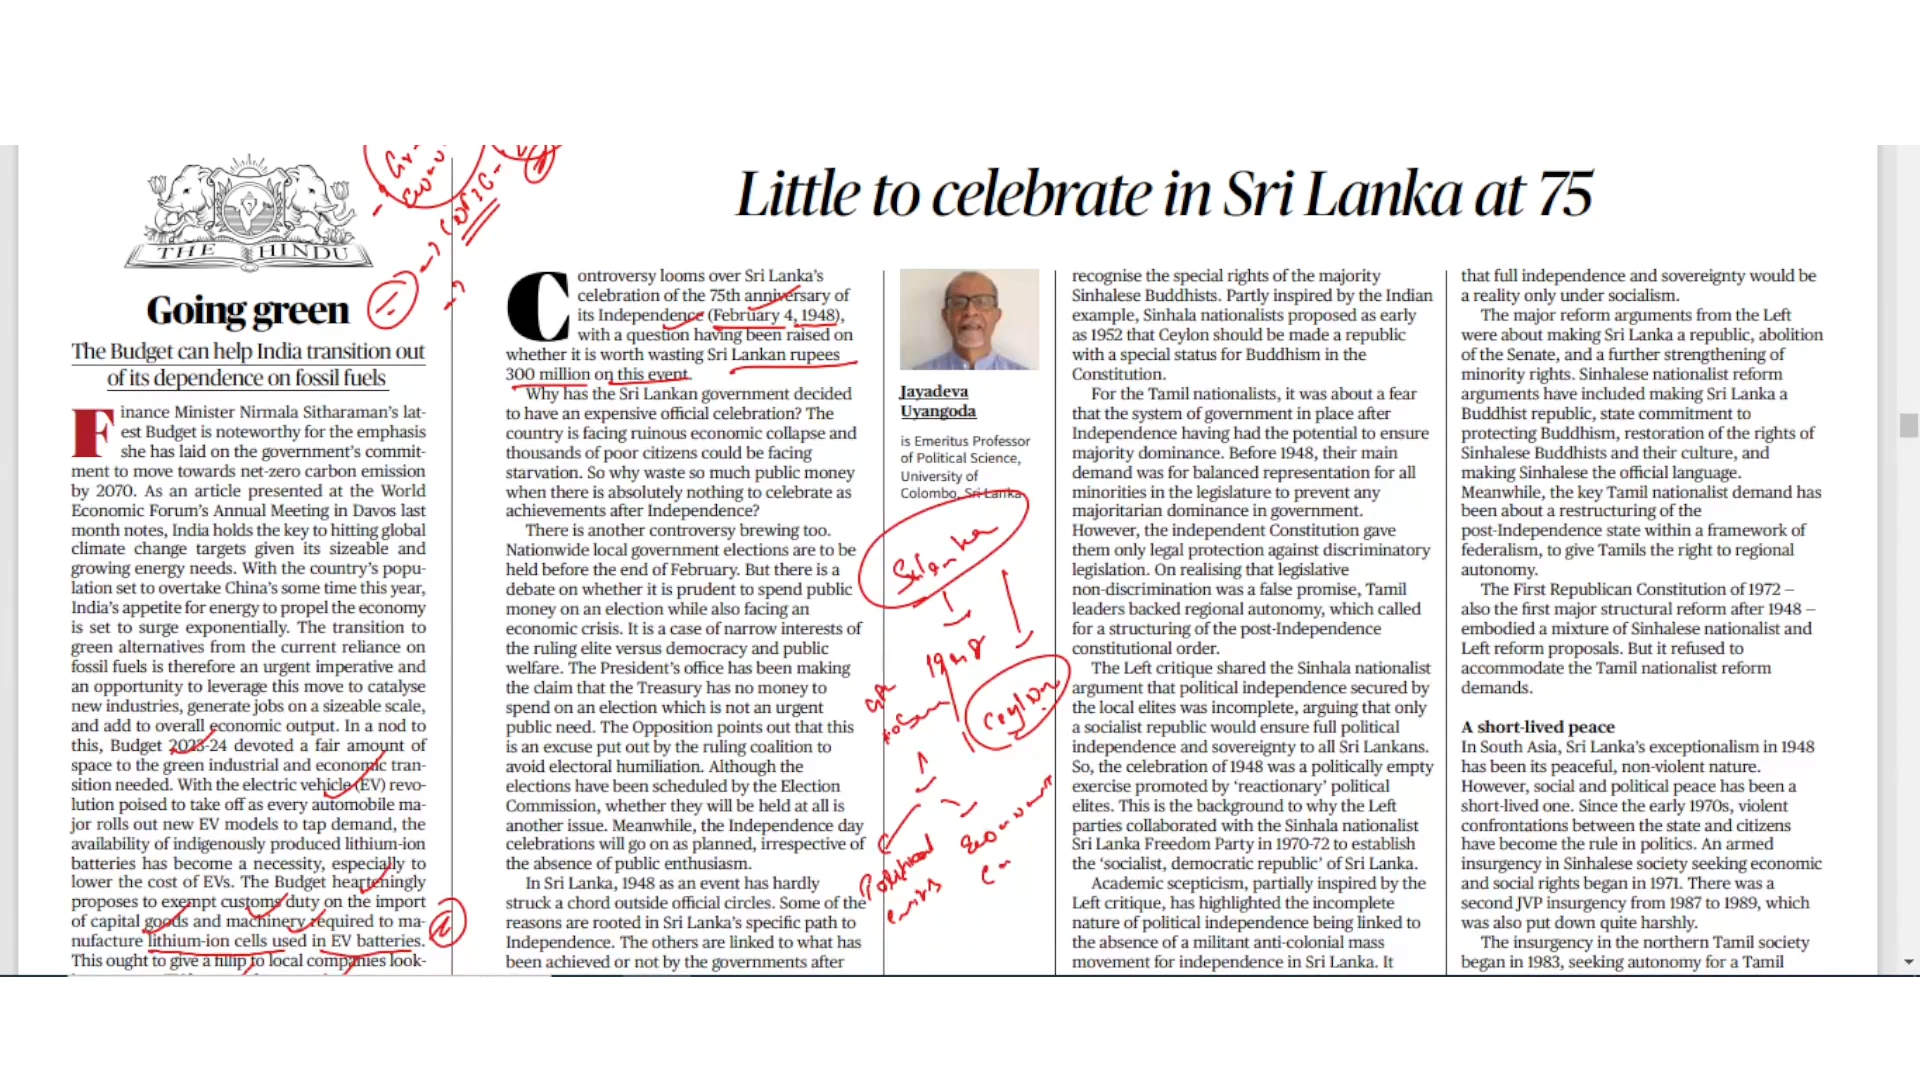 THE HINDU
Going green
The Budget can help India transition out
of its dependence on fossil fuels
Finance Minister Nirmala Sitharaman’s lat-
est Budget is noteworthy for the emphasis
she has laid on the government’s commit-
ment to move towards net-zero carbon emission
by 2070. As an article presented at the World
Economic Forum’s Annual Meeting in Davos last
month notes, India holds the key to hitting global
climate change targets given its sizeable and
growing energy needs. With the country’s popu-
lation set to overtake China’s some time this year,
India’s appetite for energy to propel the economy
is set to surge exponentially. The transition to
green alternatives from the current reliance on
fossil fuels is therefore an urgent imperative and
an opportunity to leverage this move to catalyse
new industries, generate jobs on a sizeable scale,
and add to overall economic output. In a nod to
this, Budget 2023-24 devoted a fair amount of
space to the green industrial and economic tran-
sition needed. With the electric vehicle (EV) revo-
lution poised to take off as every automobile ma-
jor rolls out new EV models to tap demand, the
availability of indigenously produced lithium-ion
batteries has become a necessity, especially to
lower the cost of EVs. The Budget hearteningly
proposes to exempt customs duty on the import
of capital goods and machinery required to ma-
nufacture lithium-ion cells used in EV batteries.
This ought to give a fillip to local companies look-
Little to celebrate in Sri Lanka at 75
Controversy looms over Sri Lanka’s
celebration of the 75th anniversary of
its Independence (February 4, 1948),
with a question having been raised on
whether it is worth wasting Sri Lankan rupees
300 million on this event.
Why has the Sri Lankan government decided
to have an expensive official celebration? The
country is facing ruinous economic collapse and
thousands of poor citizens could be facing
starvation. So why waste so much public money
when there is absolutely nothing to celebrate as
achievements after Independence?
There is another controversy brewing too.
Nationwide local government elections are to be
held before the end of February. But there is a
debate on whether it is prudent to spend public
money on an election while also facing an
economic crisis. It is a case of narrow interests of
the ruling elite versus democracy and public
welfare. The President’s office has been making
the claim that the Treasury has no money to
spend on an election which is not an urgent
public need. The Opposition points out that this
is an excuse put out by the ruling coalition to
avoid electoral humiliation. Although the
elections have been scheduled by the Election
Commission, whether they will be held at all is
another issue. Meanwhile, the Independence day
celebrations will go on as planned, irrespective of
the absence of public enthusiasm.
In Sri Lanka, 1948 as an event has hardly
struck a chord outside official circles. Some of the
reasons are rooted in Sri Lanka’s specific path to
Independence. The others are linked to what has
been achieved or not by the governments after
Jayadeva
Uyangoda
is Emeritus Professor
of Political Science,
University of
Colombo, Sri Lanka
Srilanka
1948
Ceylon
Political
recognise the special rights of the majority
Sinhalese Buddhists. Partly inspired by the Indian
example, Sinhala nationalists proposed as early
as 1952 that Ceylon should be made a republic
with a special status for Buddhism in the
Constitution.
For the Tamil nationalists, it was about a fear
that the system of government in place after
Independence having had the potential to ensure
majority dominance. Before 1948, their main
demand was for balanced representation for all
minorities in the legislature to prevent any
majoritarian dominance in government.
However, the independent Constitution gave
them only legal protection against discriminatory
legislation. On realising that legislative
non-discrimination was a false promise, Tamil
leaders backed regional autonomy, which called
for a structuring of the post-Independence
constitutional order.
The Left critique shared the Sinhala nationalist
argument that political independence secured by
the local elites was incomplete, arguing that only
a socialist republic would ensure full political
independence and sovereignty to all Sri Lankans.
So, the celebration of 1948 was a politically empty
exercise promoted by ‘reactionary’ political
elites. This is the background to why the Left
parties collaborated with the Sinhala nationalist
Sri Lanka Freedom Party in 1970-72 to establish
the ‘socialist, democratic republic’ of Sri Lanka.
Academic scepticism, partially inspired by the
Left critique, has highlighted the incomplete
nature of political independence being linked to
the absence of a militant anti-colonial mass
movement for independence in Sri Lanka. It
that full independence and sovereignty would be
a reality only under socialism.
The major reform arguments from the Left
were about making Sri Lanka a republic, abolition
of the Senate, and a further strengthening of
minority rights. Sinhalese nationalist reform
arguments have included making Sri Lanka a
Buddhist republic, state commitment to
protecting Buddhism, restoration of the rights of
Sinhalese Buddhists and their culture, and
making Sinhalese the official language.
Meanwhile, the key Tamil nationalist demand has
been about a restructuring of the
post-Independence state within a framework of
federalism, to give Tamils the right to regional
autonomy.
The First Republican Constitution of 1972 –
also the first major structural reform after 1948 –
embodied a mixture of Sinhalese nationalist and
Left reform proposals. But it refused to
accommodate the Tamil nationalist reform
demands.
A short-lived peace
In South Asia, Sri Lanka’s exceptionalism in 1948
has been its peaceful, non-violent nature.
However, social and political peace has been a
short-lived one. Since the early 1970s, violent
confrontations between the state and citizens
have become the rule in politics. An armed
insurgency in Sinhalese society seeking economic
and social rights began in 1971. There was a
second JVP insurgency from 1987 to 1989, which
was also put down quite harshly.
The insurgency in the northern Tamil society
began in 1983, seeking autonomy for a Tamil